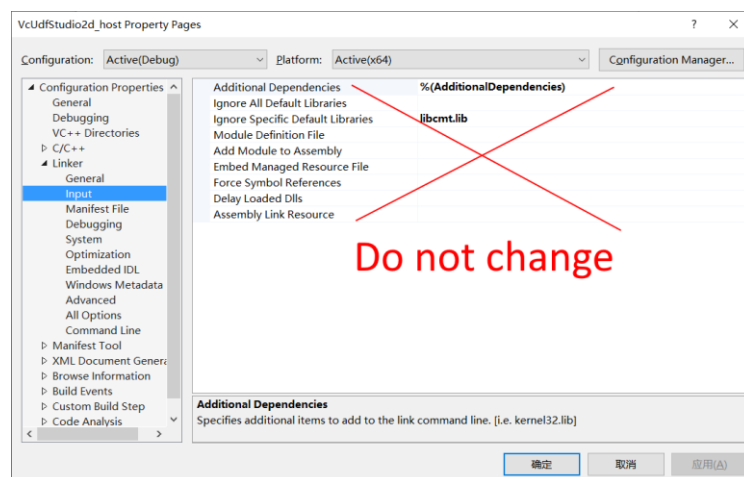 VcUdfStudio2d_host Property Pages
? ×
Configuration: Active(Debug) Platform: Active(x64) Configuration Manager...
Configuration Properties
General
Debugging
VC++ Directories
C/C++
Linker
General
Input
Manifest File
Debugging
System
Optimization
Embedded IDL
Windows Metadata
Advanced
All Options
Command Line
Manifest Tool
XML Document Genera
Browse Information
Build Events
Custom Build Step
Code Analysis
Additional Dependencies %(AdditionalDependencies)
Ignore All Default Libraries
Ignore Specific Default Libraries libcmt.lib
Module Definition File
Add Module to Assembly
Embed Managed Resource File
Force Symbol References
Delay Loaded Dlls
Assembly Link Resource
Do not change
Additional Dependencies
Specifies additional items to add to the link command line. [i.e. kernel32.lib]
确定 取消 应用(A)